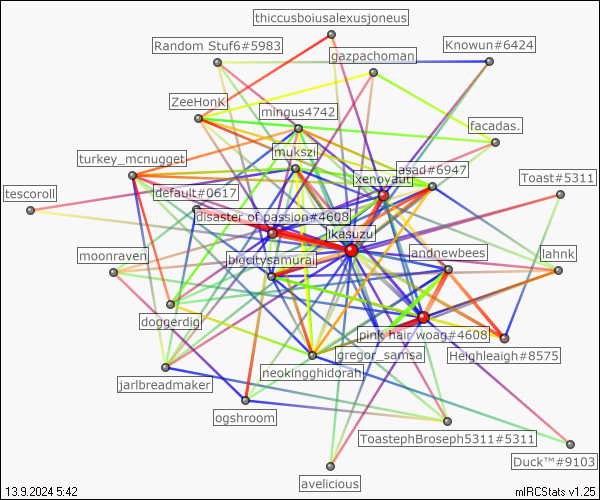 thiccusboiusalexusjoneus
Random Stuf6#5983
Knowun#6424
gazpachoman
ZeeHonK
mingus4742
facadas.
mukszil
turkey_mcnugget
asad#6947
xenovaut
Toast#5311
tescoroll
default#0617
disaster of passion#4608
Ikasuzu
moonraven
bigcitysamurai
andnewbees
lahnk
doggerdig
pink hair woag#4608
gregor_samsa
Heighleaigh#8575
neokingghidorah
jarlbreadmaker
ogshroom
ToastephBroseph5311#5311
Duck™#9103
avelicious
13.9.2024 5:42
mIRCStats v1.25